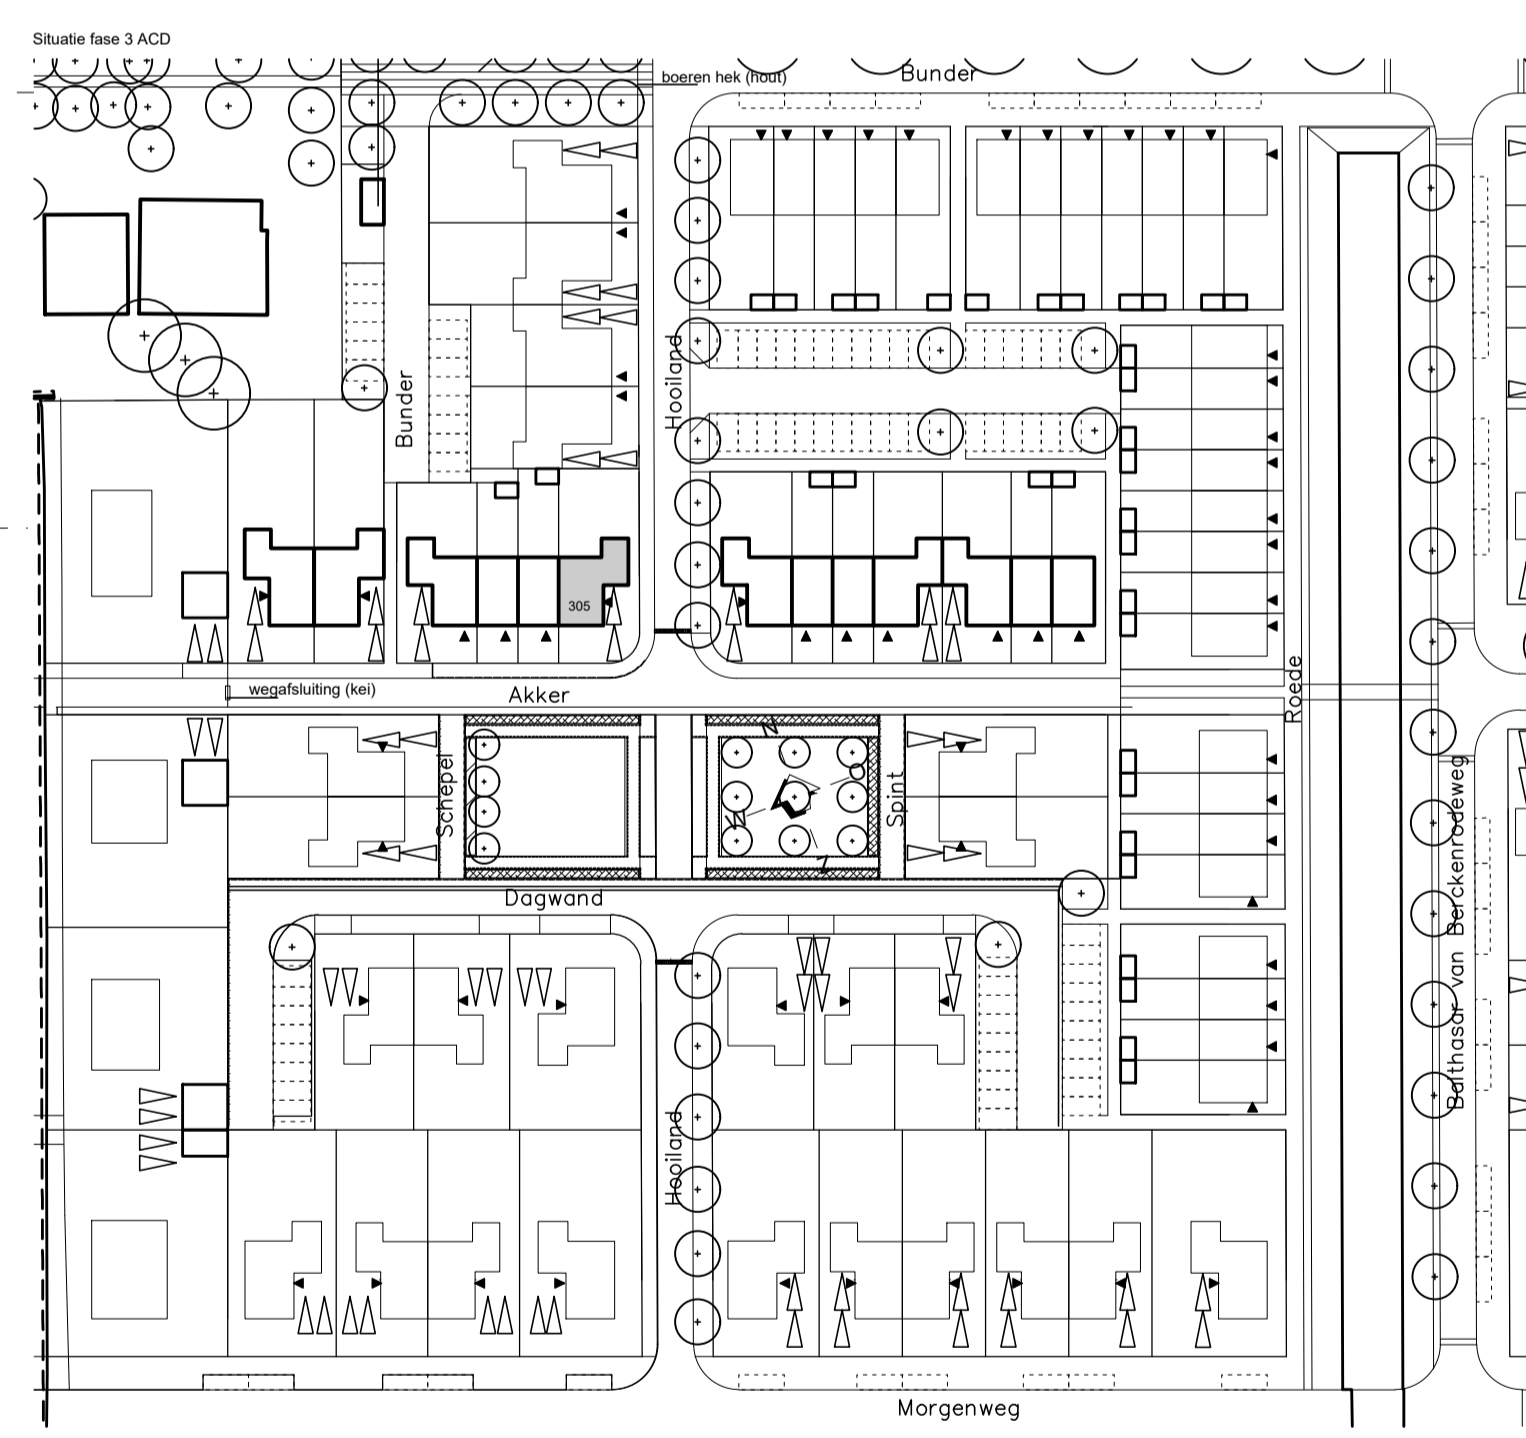 Situatie fase 3 ACD
boeren hek (hout)
Bunder
Bunder
Hooiland
305
wegafsluiting (kei)
Akker
Roede
Schepel
Spint
N
O
W
Z
Balthasar van Berckenrodeweg
Dagwand
Hooiland
Morgenweg